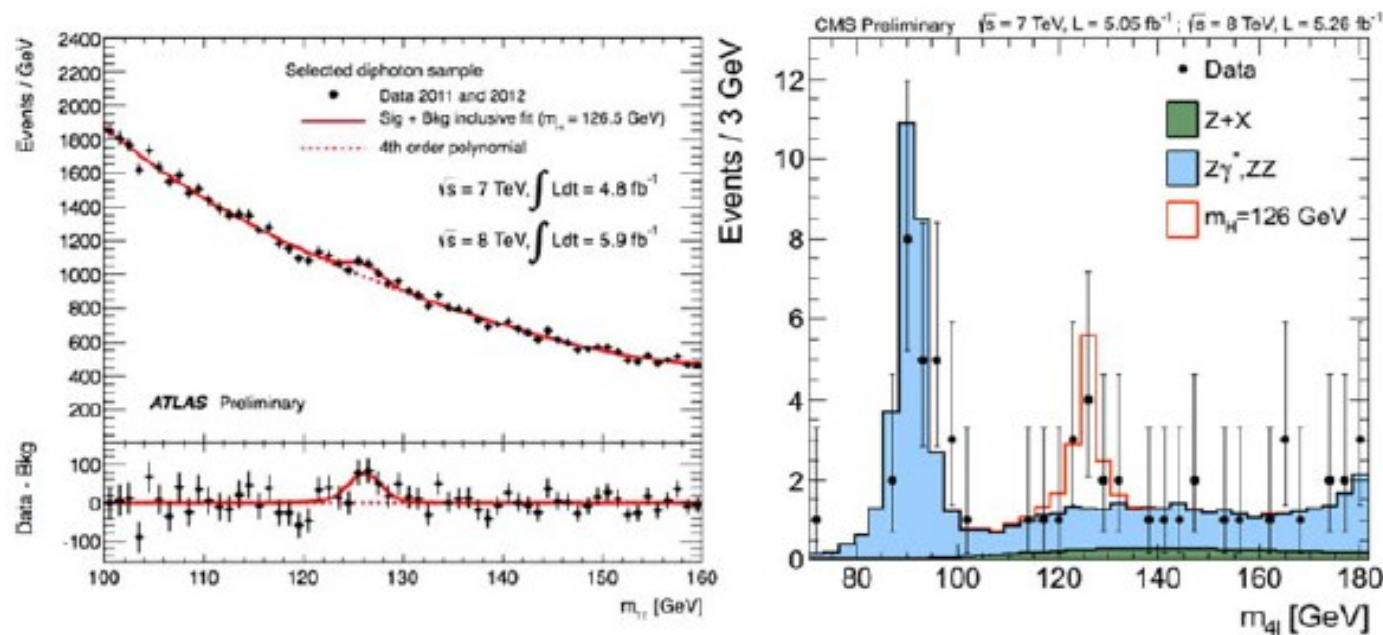 2400
2200
2000
1800
1600
1400
1200
1000
800
600
400
200
Events / GeV
Selected diphoton sample
Data 2011 and 2012
Sig + Bkg inclusive fit (m_H = 126.5 GeV)
4th order polynomial
√s = 7 TeV, ∫ Ldt = 4.8 fb⁻¹
√s = 8 TeV, ∫ Ldt = 5.9 fb⁻¹
ATLAS Preliminary
Data - Bkg
100
0
-100
100 110 120 130 140 150 160
m_γγ [GeV]
CMS Preliminary √s = 7 TeV, L = 5.05 fb⁻¹ ; √s = 8 TeV, L = 5.26 fb⁻¹
Events / 3 GeV
12
10
8
6
4
2
0
Data
Z+X
Zγ*,ZZ
m_H=126 GeV
80 100 120 140 160 180
m_4l [GeV]